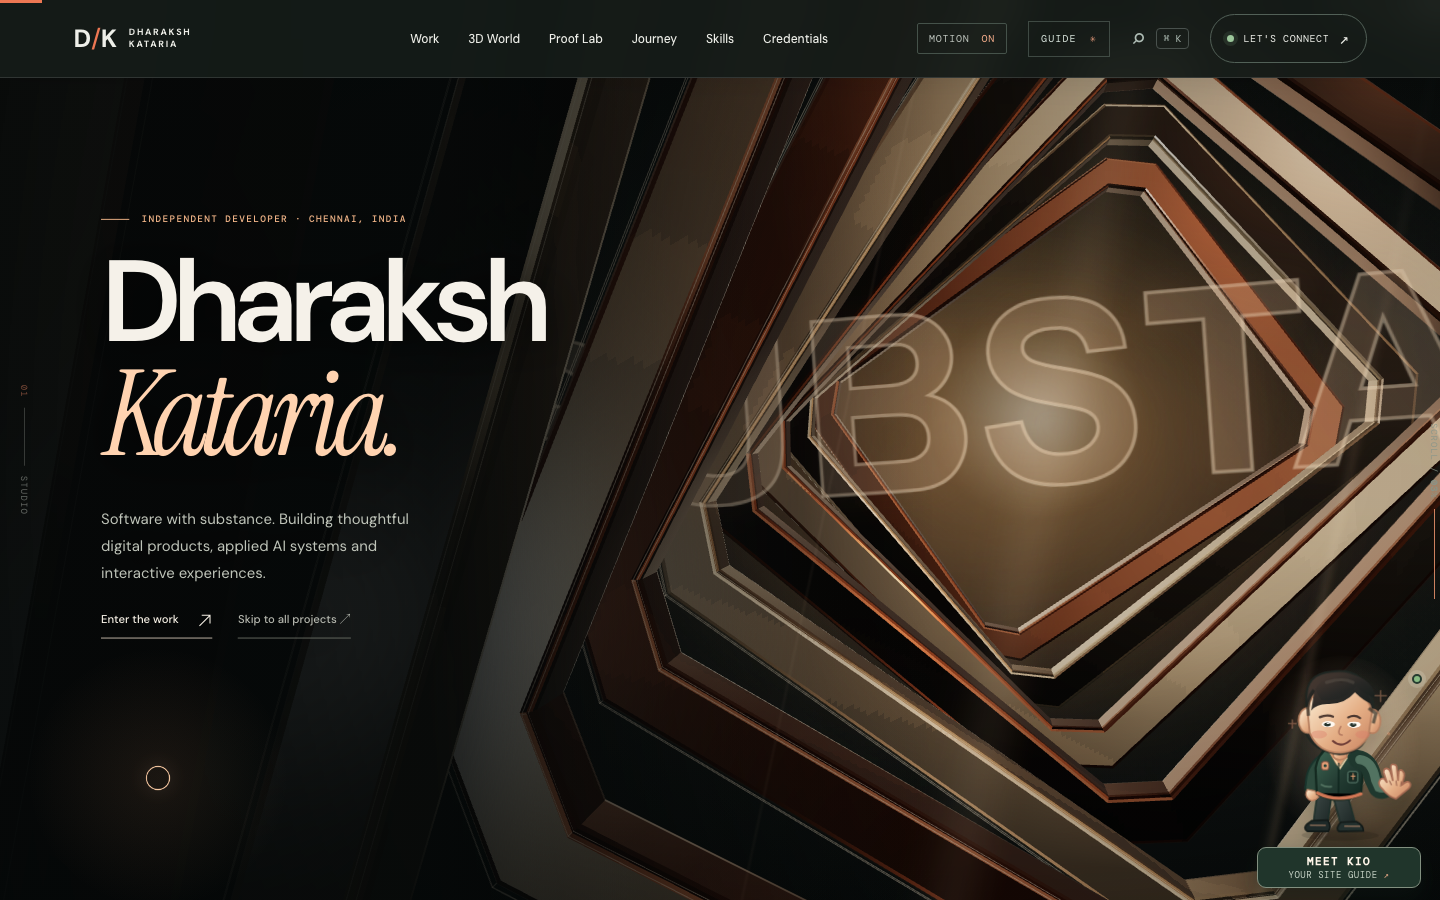 D/K DHARAKSH
KATARIA
Work
3D World
Proof Lab
Journey
Skills
Credentials
MOTION ON
GUIDE
⌘ K
LET'S CONNECT ↗
INDEPENDENT DEVELOPER · CHENNAI, INDIA
Dharaksh
Kataria.
UBSTA
01
STUDIO
Software with substance. Building thoughtful
digital products, applied AI systems and
interactive experiences.
Enter the work
Skip to all projects
MEET KIO
YOUR SITE GUIDE ↗